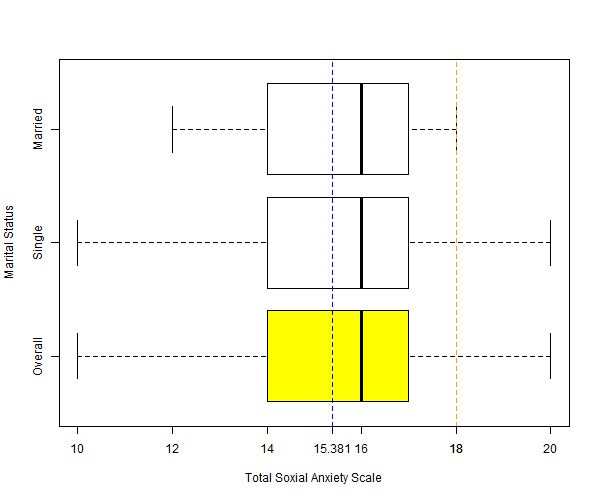 Married
Single
Overall
Marital Status
10 12 14 15.381 16 18 20
Total Soxial Anxiety Scale